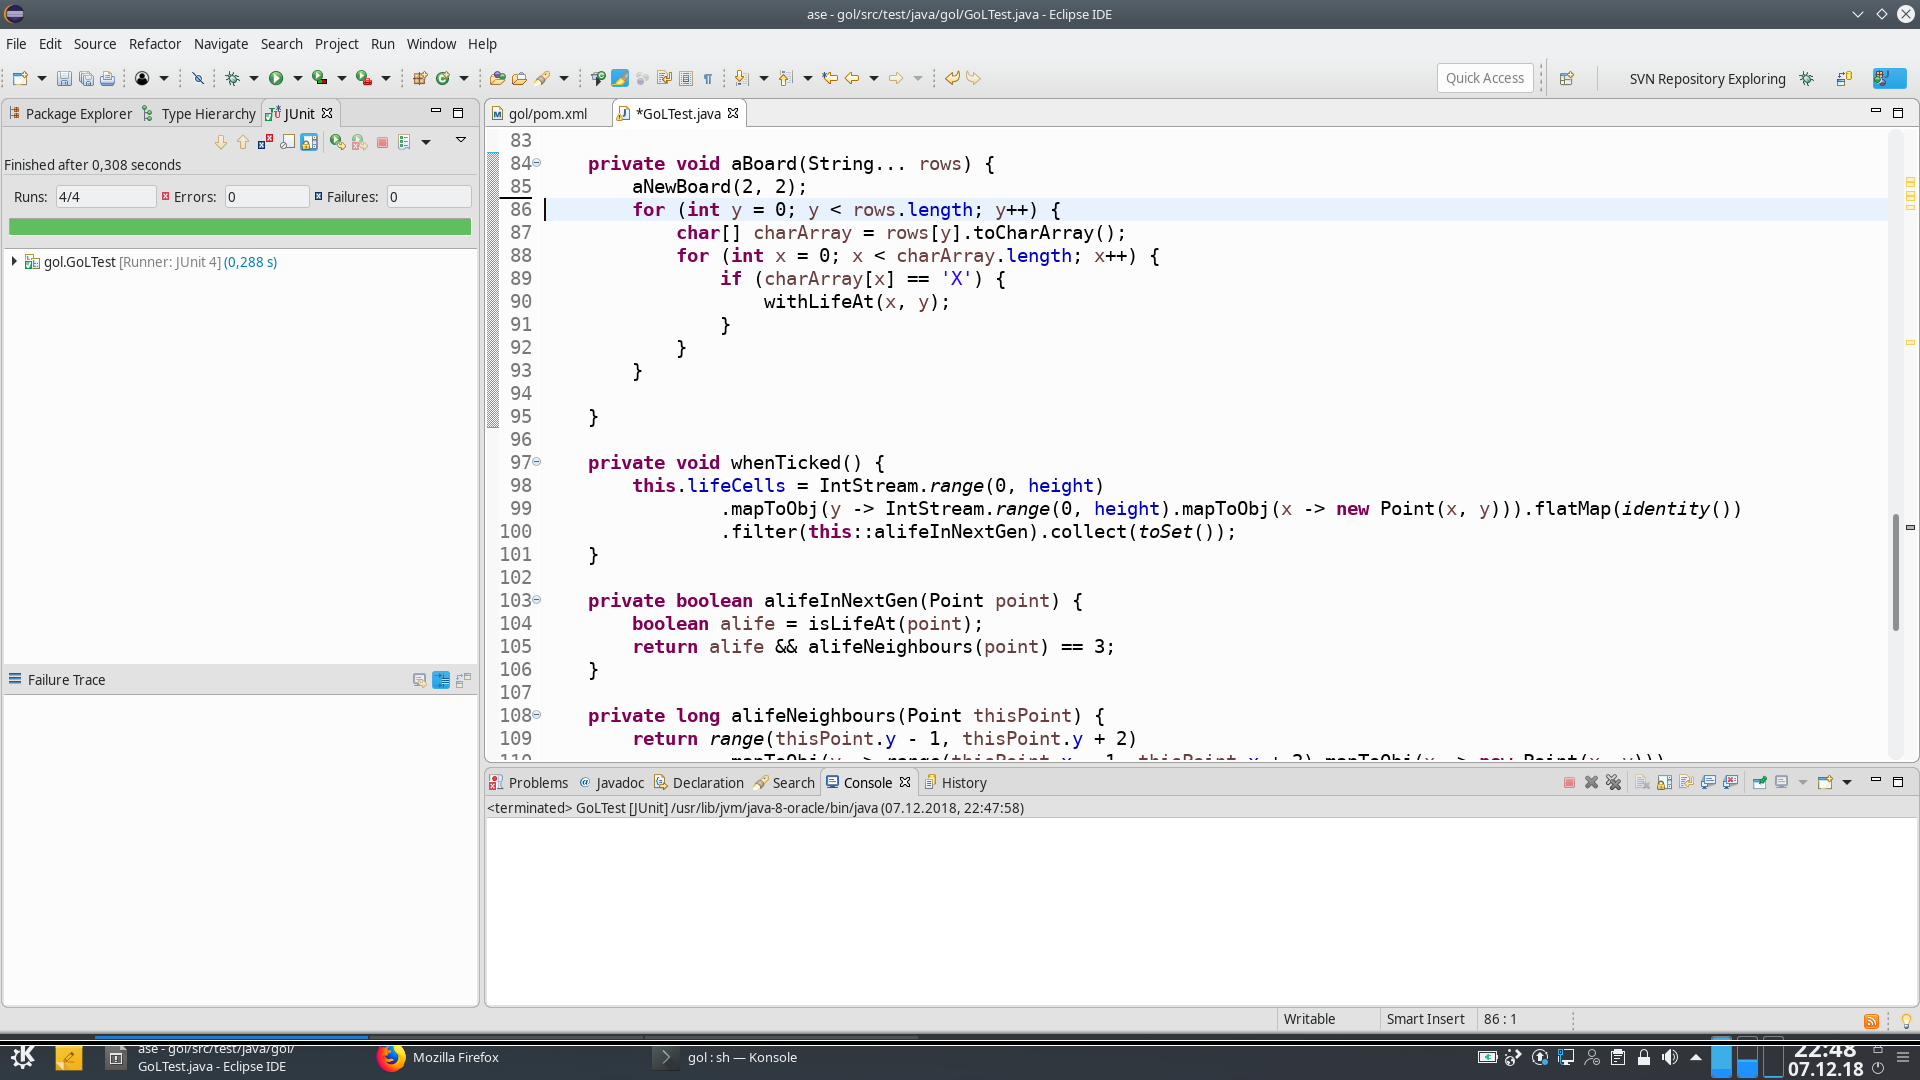 ase - gol/src/test/java/gol/GoLTest.java - Eclipse IDE
File Edit Source Refactor Navigate Search Project Run Window Help
Quick Access
SVN Repository Exploring
Package Explorer Type Hierarchy JUnit
gol/pom.xml *GoLTest.java
Finished after 0,308 seconds
Runs: 4/4 Errors: 0 Failures: 0
gol.GoLTest [Runner: JUnit 4] (0,288 s)
Failure Trace
83
84 private void aBoard(String... rows) {
85 aNewBoard(2, 2);
86 for (int y = 0; y < rows.length; y++) {
87 char[] charArray = rows[y].toCharArray();
88 for (int x = 0; x < charArray.length; x++) {
89 if (charArray[x] == 'X') {
90 withLifeAt(x, y);
91 }
92 }
93 }
94
95 }
96
97 private void whenTicked() {
98 this.lifeCells = IntStream.range(0, height)
99 .mapToObj(y -> IntStream.range(0, height).mapToObj(x -> new Point(x, y))).flatMap(identity())
100 .filter(this::alifeInNextGen).collect(toSet());
101 }
102
103 private boolean alifeInNextGen(Point point) {
104 boolean alife = isLifeAt(point);
105 return alife && alifeNeighbours(point) == 3;
106 }
107
108 private long alifeNeighbours(Point thisPoint) {
109 return range(thisPoint.y - 1, thisPoint.y + 2)
Problems Javadoc Declaration Search Console History
<terminated> GoLTest [JUnit] /usr/lib/jvm/java-8-oracle/bin/java (07.12.2018, 22:47:58)
Writable Smart Insert 86 : 1
ase - gol/src/test/java/gol/
GoLTest.java - Eclipse IDE
Mozilla Firefox
gol : sh — Konsole
22:48
07.12.18